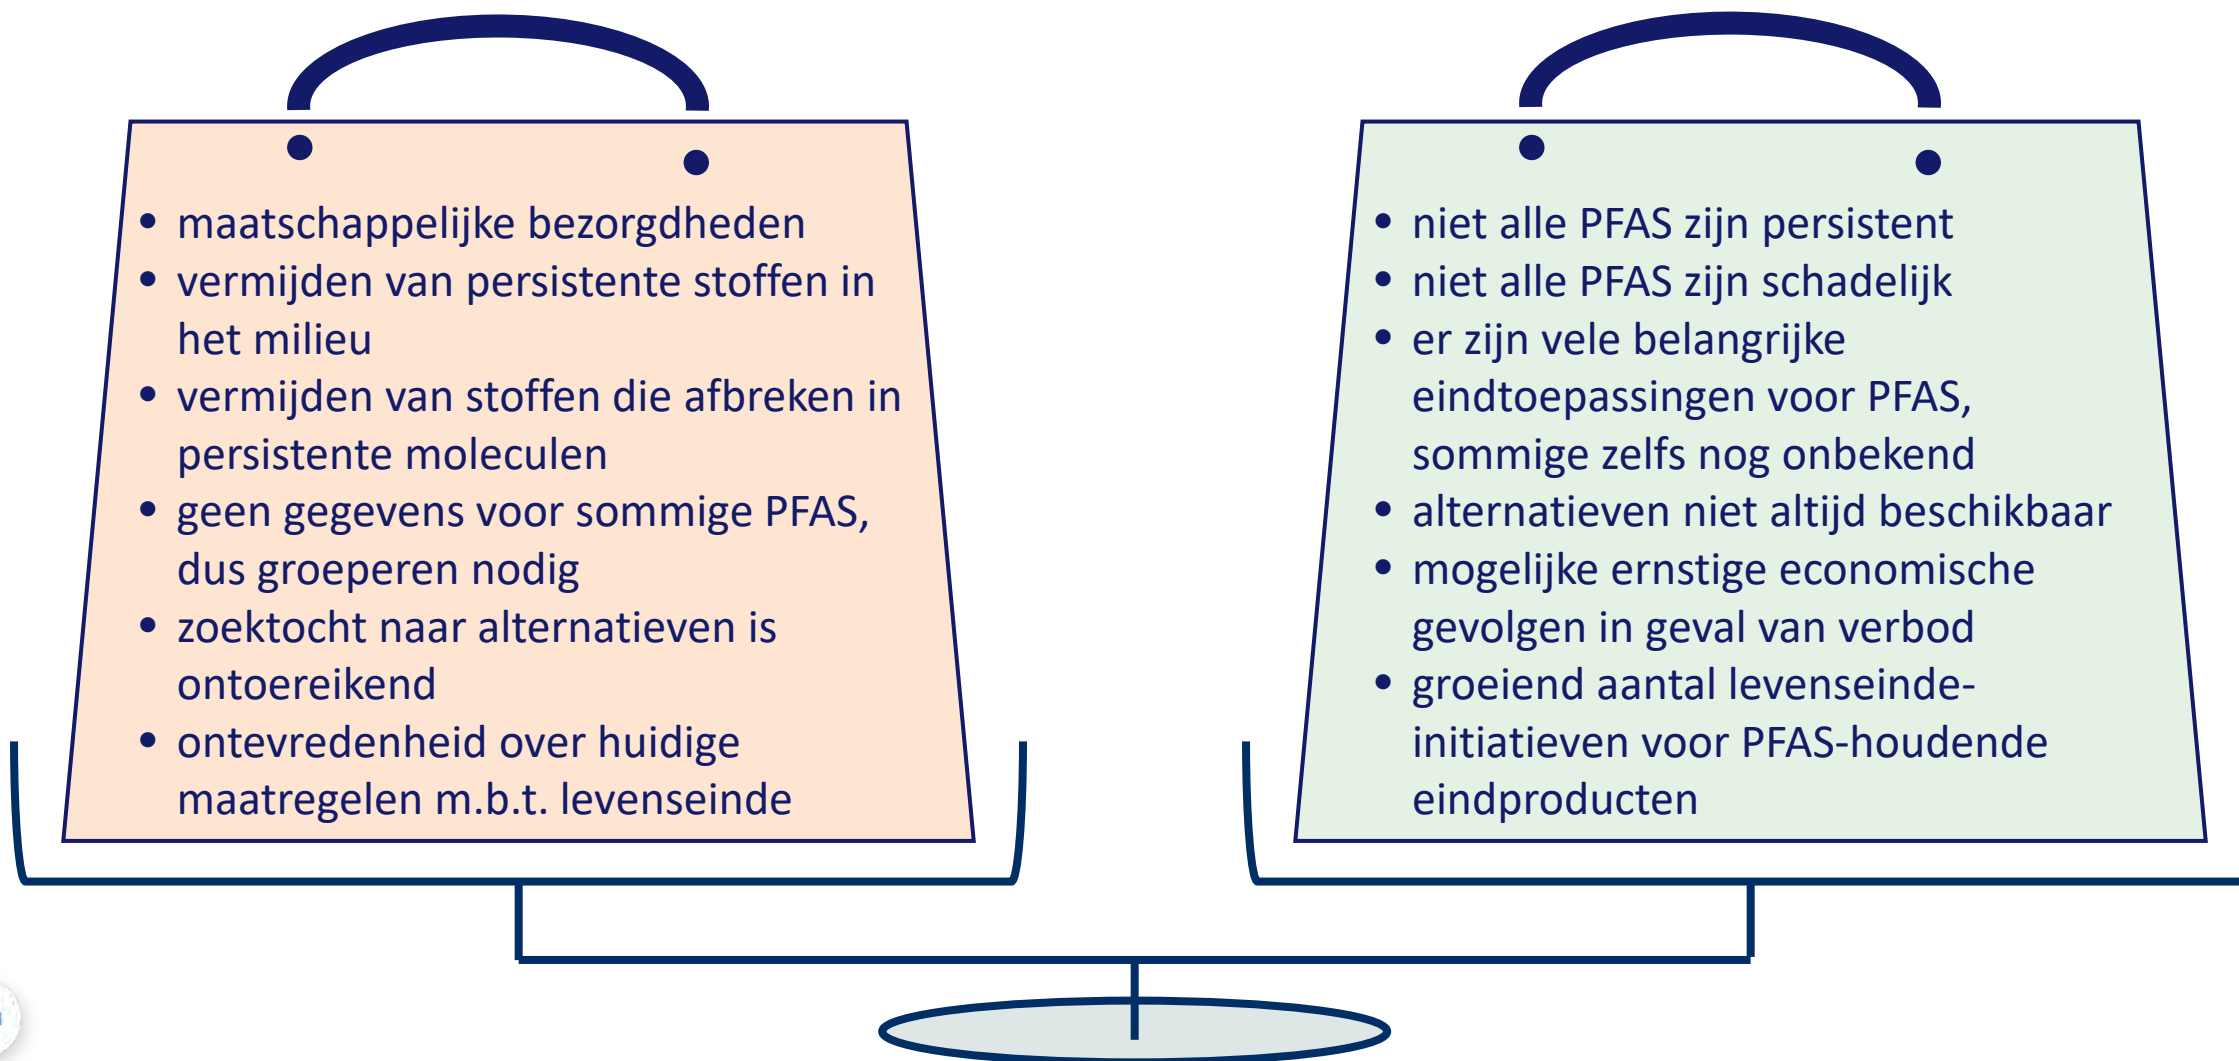 • maatschappelijke bezorgdheden
• vermijden van persistente stoffen in
het milieu
• vermijden van stoffen die afbreken in
persistente moleculen
• geen gegevens voor sommige PFAS,
dus groeperen nodig
• zoektocht naar alternatieven is
ontoereikend
• ontevredenheid over huidige
maatregelen m.b.t. levenseinde
• niet alle PFAS zijn persistent
• niet alle PFAS zijn schadelijk
• er zijn vele belangrijke
eindtoepassingen voor PFAS,
sommige zelfs nog onbekend
• alternatieven niet altijd beschikbaar
• mogelijke ernstige economische
gevolgen in geval van verbod
• groeiend aantal levenseinde-
initiatieven voor PFAS-houdende
eindproducten